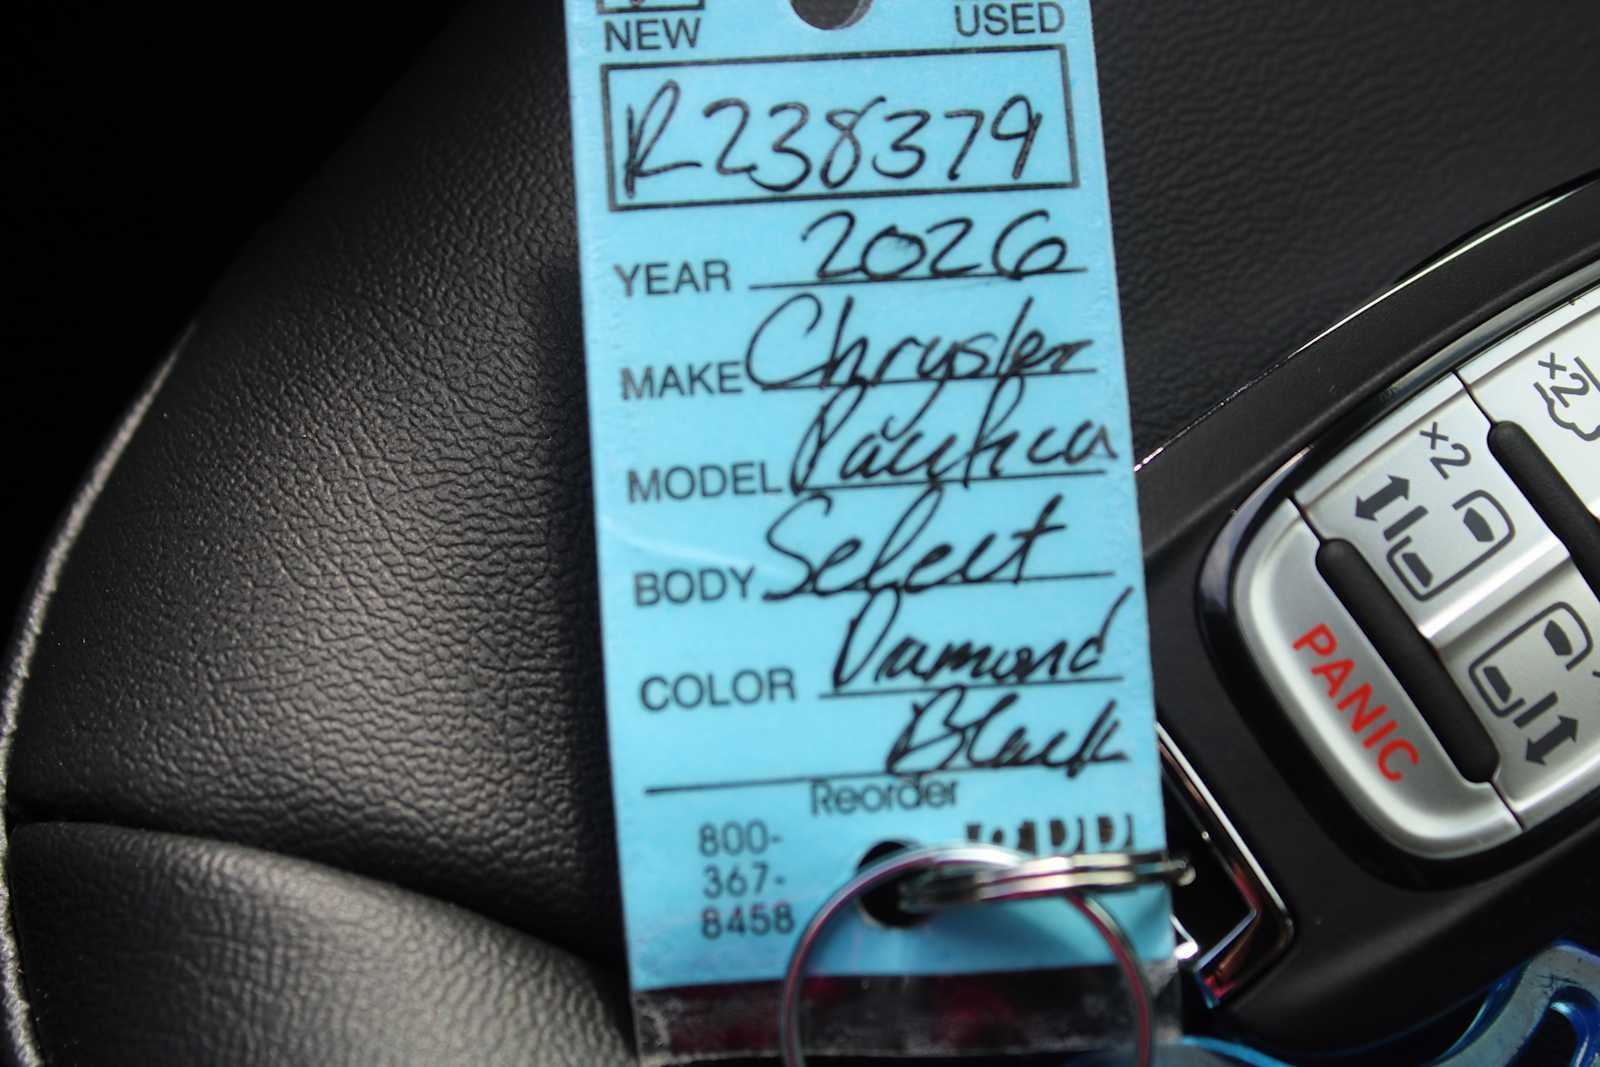 NEW USED
R238379
YEAR 2026
MAKE Chrysler
MODEL Pacifica
BODY Select
COLOR Diamond
Black
Reorder
800-
367-
8458
x2
x2
PANIC